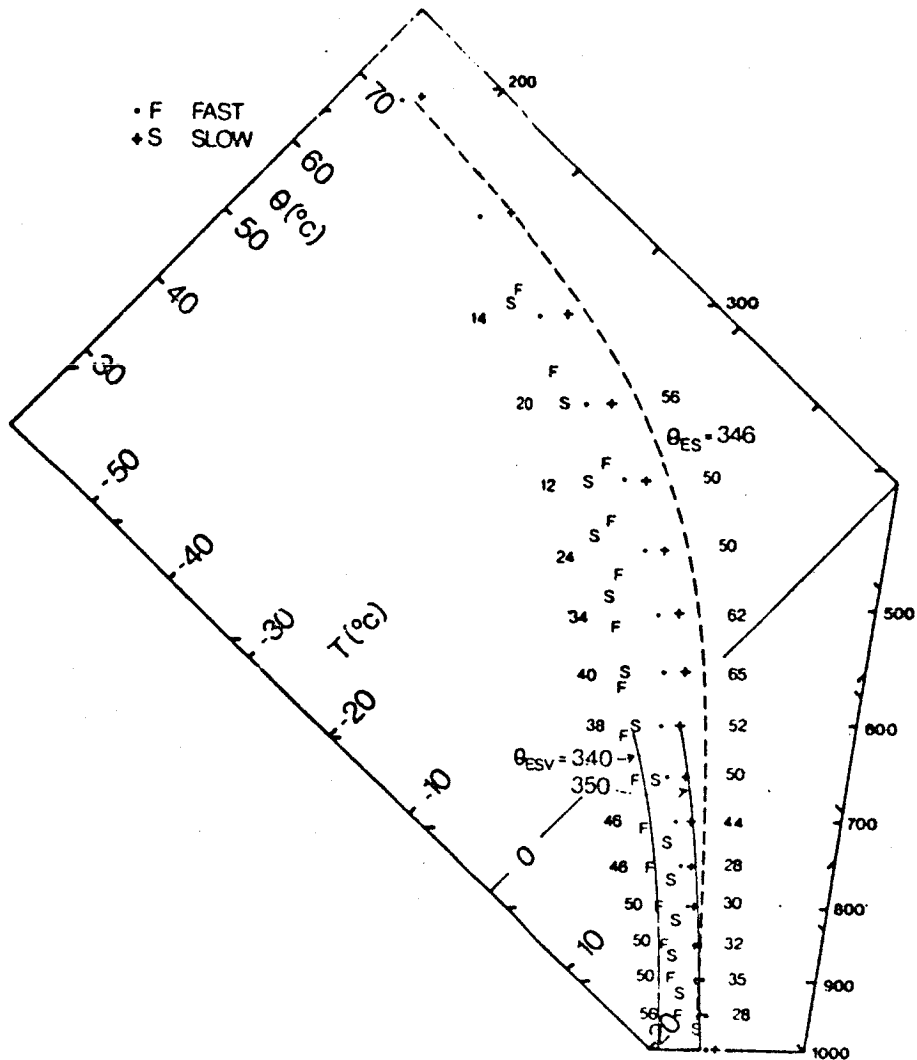 200
70
· F FAST
+ S SLOW
60
θ(°C)
50
40
300
F
S
14
30
F
20 S 56
θES = 346
F
12 S 50
-50
F
S
24 50
-40
F
S
34 62 500
F
-30
T(°C)
40 S 65
F
-20
38 S 52 600
F
θESV = 340
F S 50
350
-10
46 F 44 700
S
46 F 28
0 S
50 F 30 800
S
50 F 32
10 S
50 F 35 900
S
56 F 28
20 S
1000